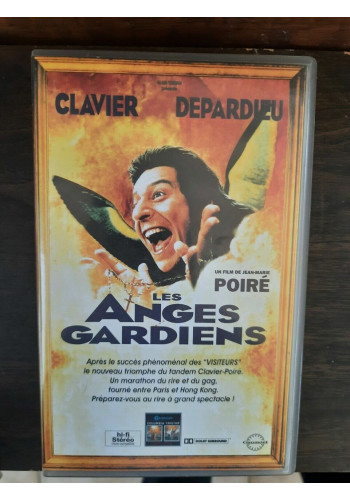 CLAVIER DEPARDIEU
UN FILM DE JEAN-MARIE
POIRÉ
LES
ANGES
GARDIENS
Après le succès phénoménal des "VISITEURS"
le nouveau triomphe du tandem Clavier-Poiré.
Un marathon du rire et du gag,
tourné entre Paris et Hong Kong.
Préparez-vous au rire à grand spectacle !
hi-fi
Stéréo
DOLBY SURROUND